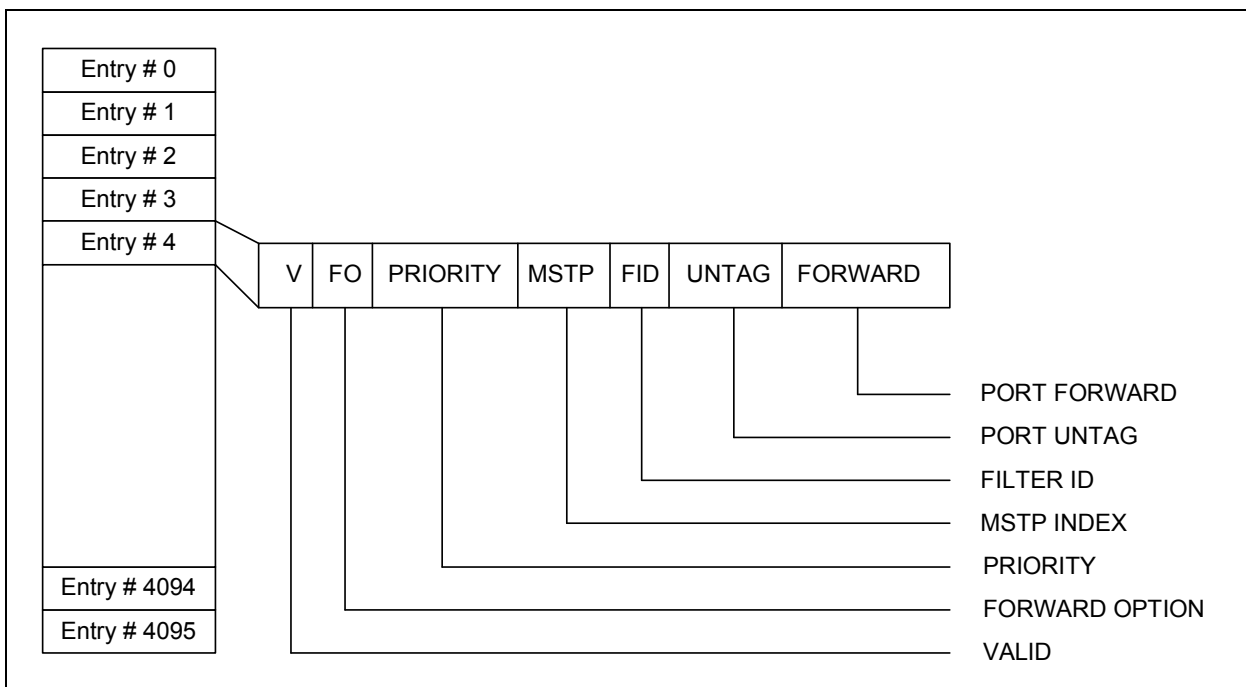 Entry # 0
Entry # 1
Entry # 2
Entry # 3
Entry # 4
V FO PRIORITY MSTP FID UNTAG FORWARD
PORT FORWARD
PORT UNTAG
FILTER ID
MSTP INDEX
PRIORITY
FORWARD OPTION
VALID
Entry # 4094
Entry # 4095